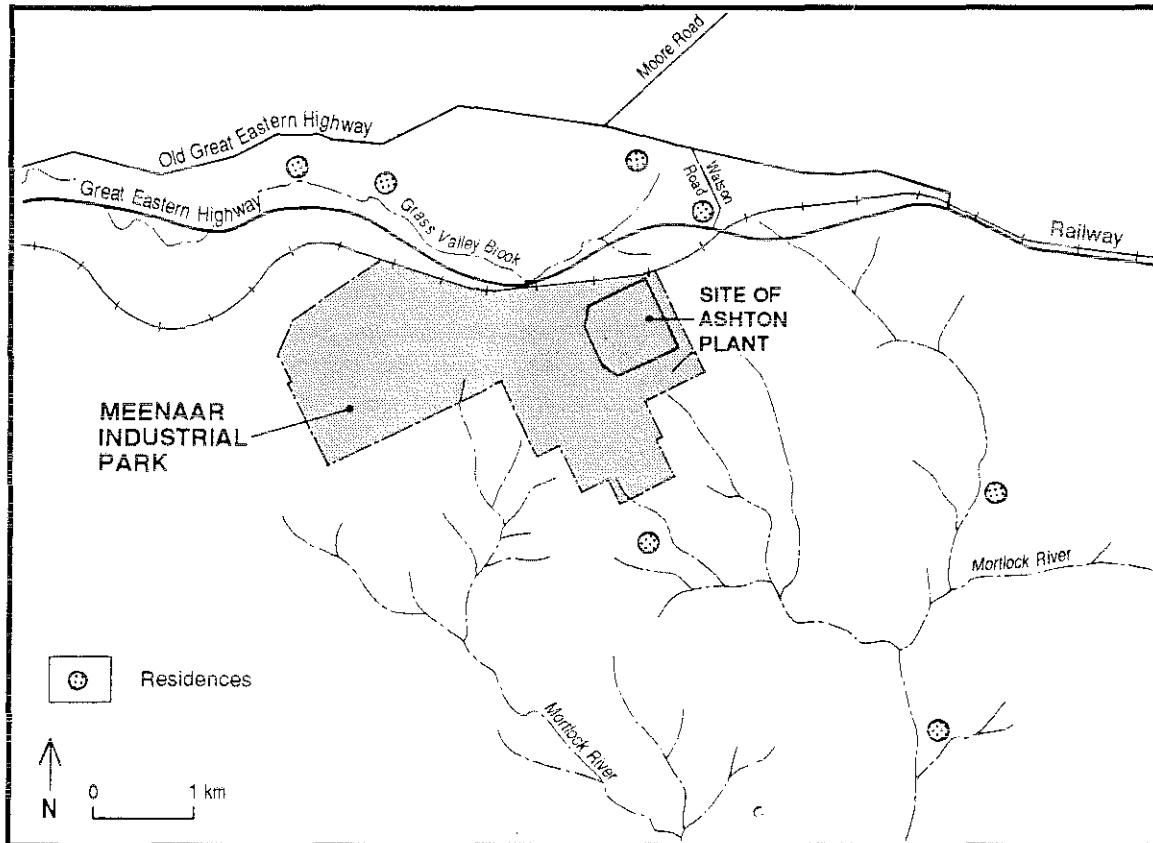 Moore Road
Old Great Eastern Highway
Great Eastern Highway
Grass Valley Brook
Watson
Road
Railway
SITE OF
ASHTON
PLANT
MEENAAR
INDUSTRIAL
PARK
Mortlock River
Residences
Mortlock River
0 1 km
N